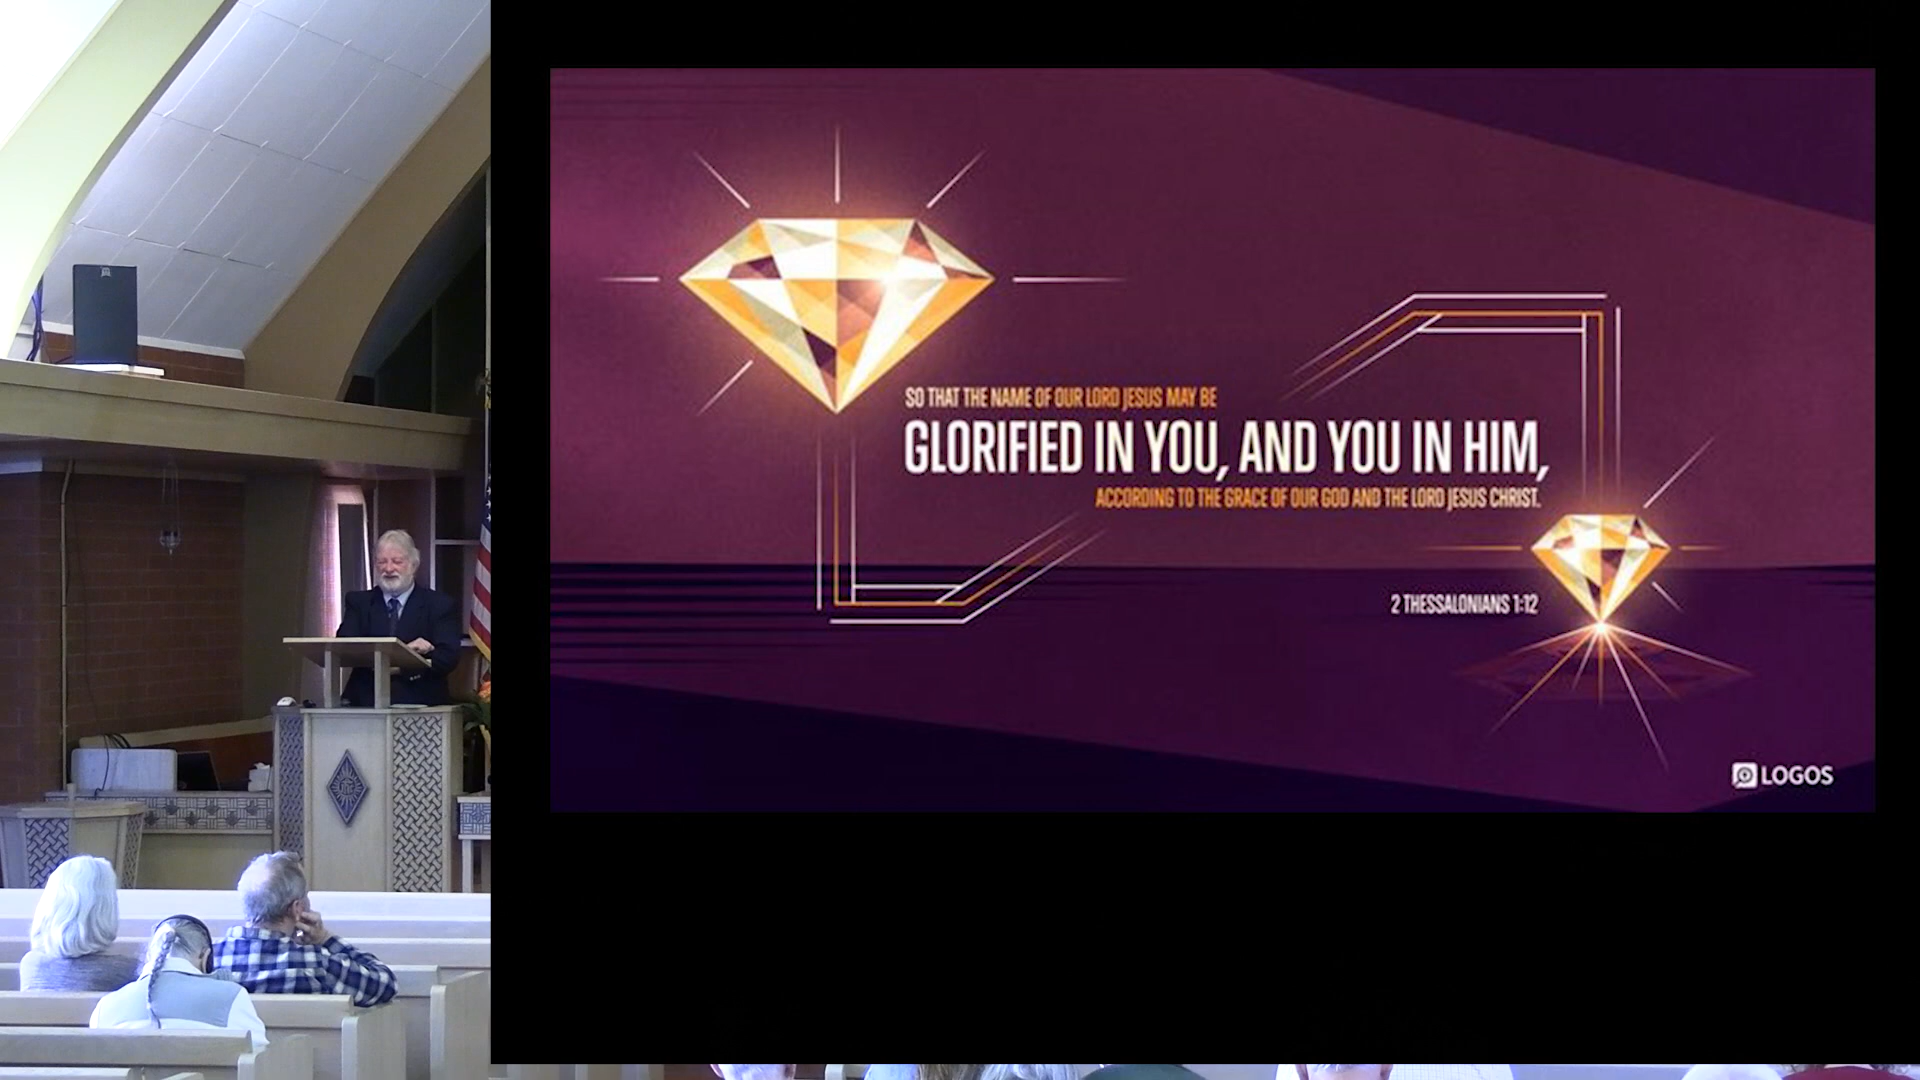 SO THAT THE NAME OF OUR LORD JESUS MAY BE
GLORIFIED IN YOU, AND YOU IN HIM,
ACCORDING TO THE GRACE OF OUR GOD AND THE LORD JESUS CHRIST.
2 THESSALONIANS 1:12
LOGOS